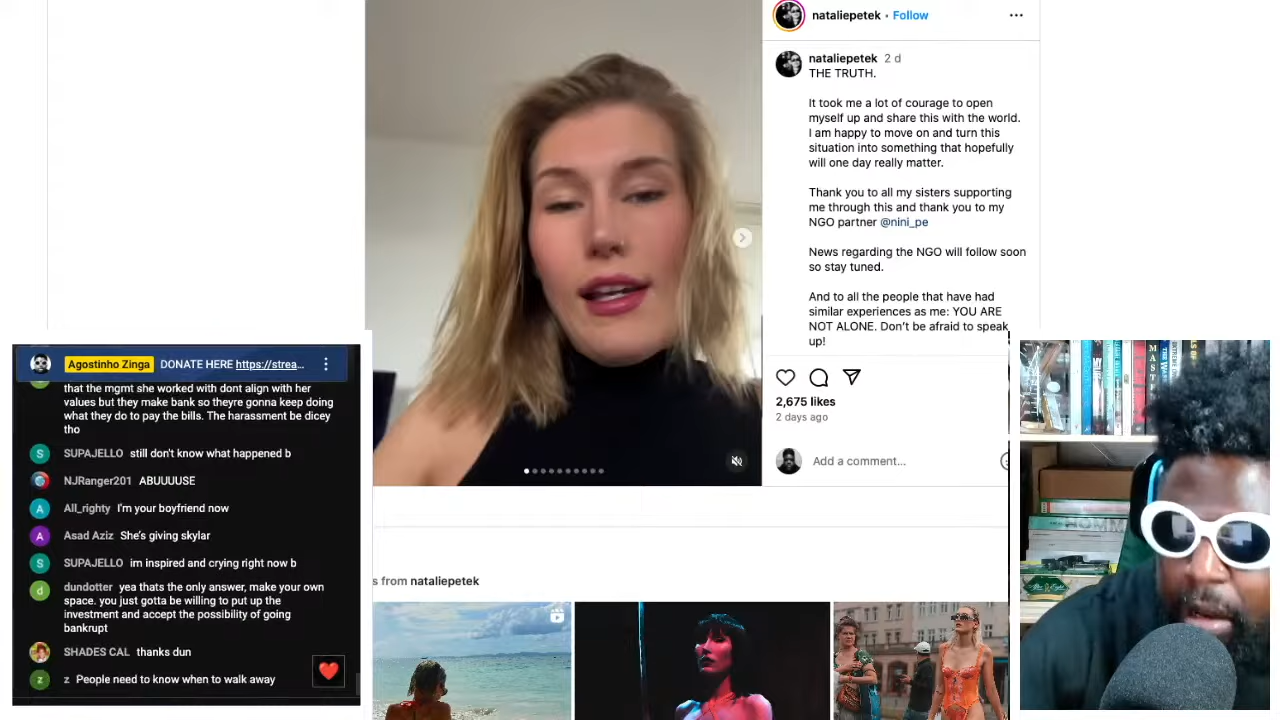 nataliepetek • Follow
nataliepetek 2 d
THE TRUTH.
It took me a lot of courage to open
myself up and share this with the world.
I am happy to move on and turn this
situation into something that hopefully
will one day really matter.
Thank you to all my sisters supporting
me through this and thank you to my
NGO partner @nini_pe
News regarding the NGO will follow soon
so stay tuned.
And to all the people that have had
similar experiences as me: YOU ARE
NOT ALONE. Don't be afraid to speak
up!
2,675 likes
2 days ago
Add a comment...
s from nataliepetek
Agostinho Zinga DONATE HERE https://strea...
that the mgmt she worked with dont align with her
values but they make bank so theyre gonna keep doing
what they do to pay the bills. The harassment be dicey
tho
S SUPAJELLO still don't know what happened b
NJRanger201 ABUUUUSE
A All_righty I'm your boyfriend now
A Asad Aziz She's giving skylar
S SUPAJELLO im inspired and crying right now b
d dundotter yea thats the only answer, make your own
space. you just gotta be willing to put up the
investment and accept the possibility of going
bankrupt
SHADES CAL thanks dun
z z People need to know when to walk away